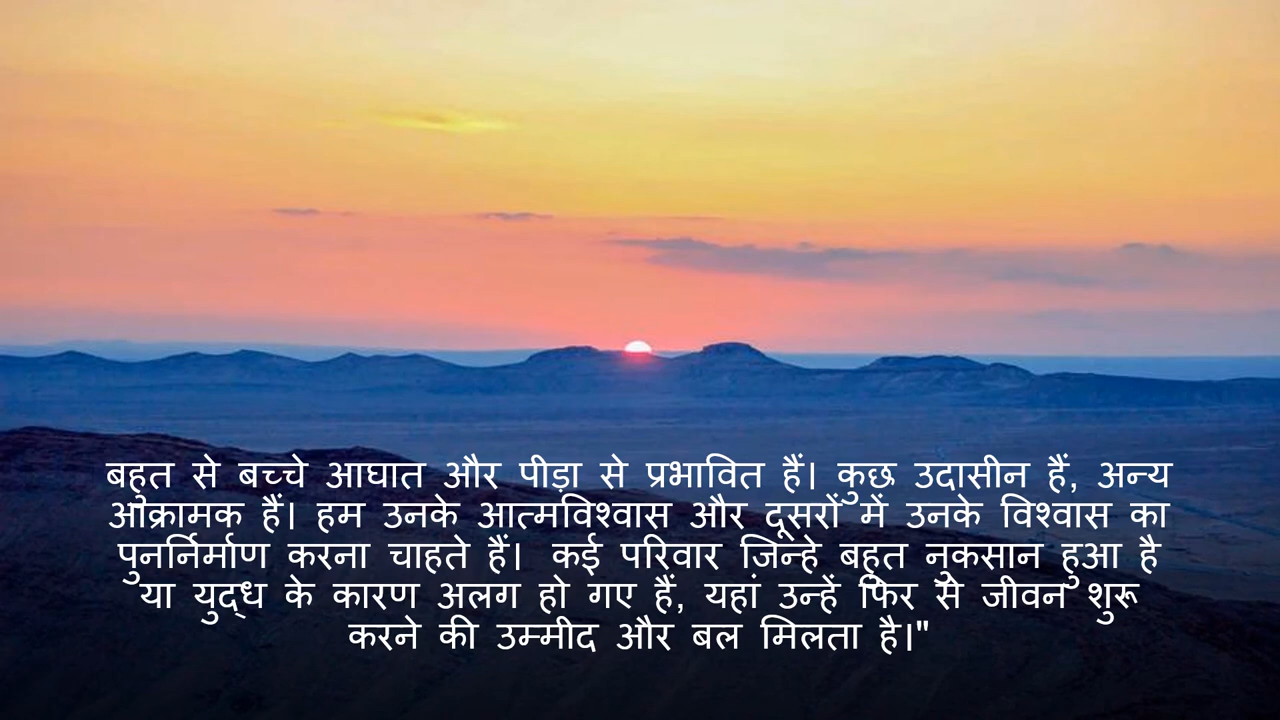 बहुत से बच्चे आघात और पीड़ा से प्रभावित हैं। कुछ उदासीन हैं, अन्य
आक्रामक हैं। हम उनके आत्मविश्वास और दूसरों में उनके विश्वास का
पुनर्निर्माण करना चाहते हैं। कई परिवार जिन्हे बहुत नुकसान हुआ है
या युद्ध के कारण अलग हो गए हैं, यहां उन्हें फिर से जीवन शुरू
करने की उम्मीद और बल मिलता है।"